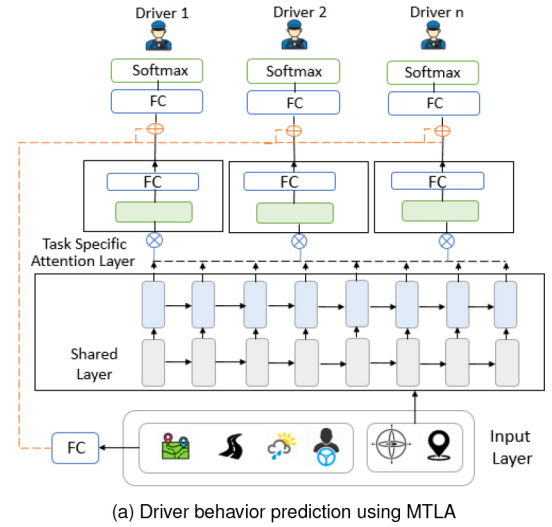 Driver 1
Driver 2
Driver n
Softmax
Softmax
Softmax
FC
FC
FC
FC
FC
FC
Task Specific
Attention Layer
Shared
Layer
FC
Input
Layer
(a) Driver behavior prediction using MTLA